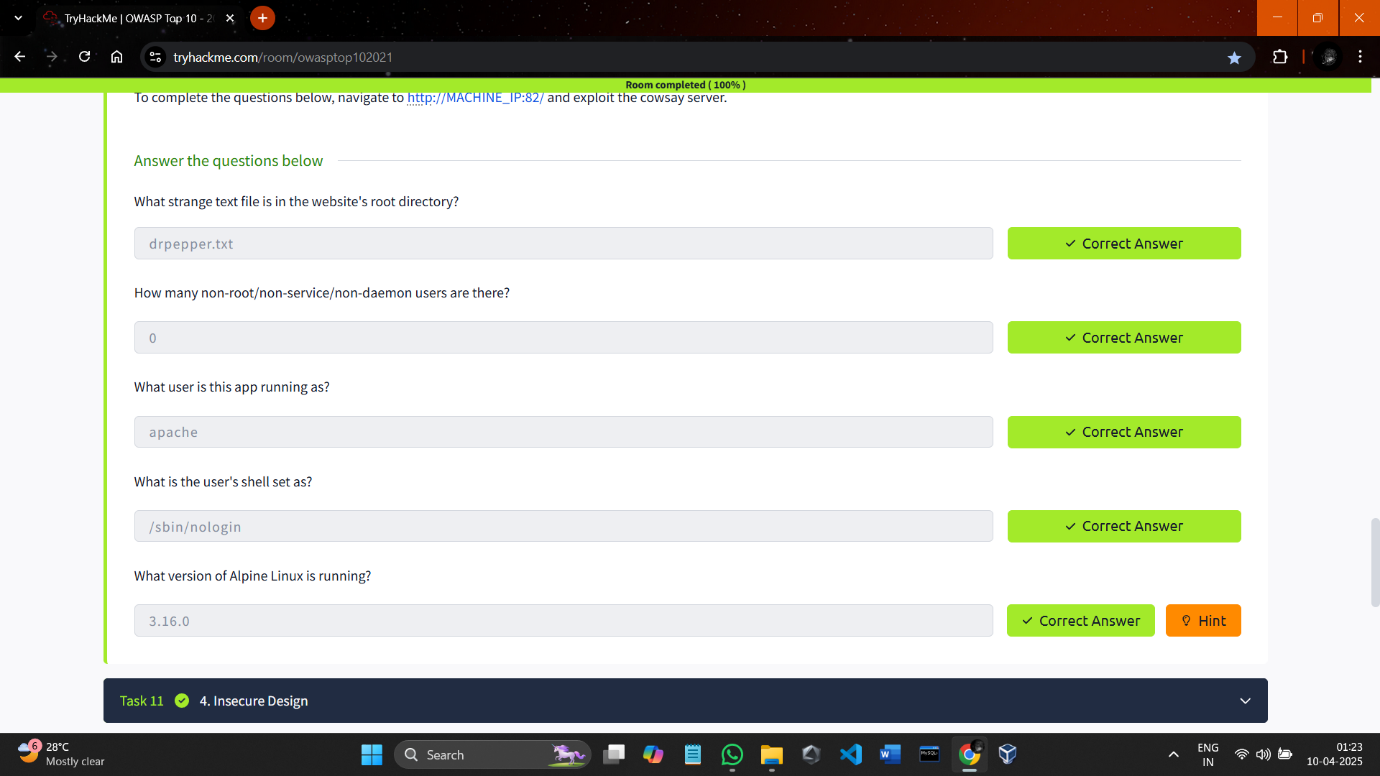 TryHackMe | OWASP Top 10 - 20
tryhackme.com/room/owasptop102021
Room completed ( 100% )
To complete the questions below, navigate to http://MACHINE_IP:82/ and exploit the cowsay server.
Answer the questions below
What strange text file is in the website's root directory?
drpepper.txt
Correct Answer
How many non-root/non-service/non-daemon users are there?
0
Correct Answer
What user is this app running as?
apache
Correct Answer
What is the user's shell set as?
/sbin/nologin
Correct Answer
What version of Alpine Linux is running?
3.16.0
Correct Answer
Hint
Task 11 4. Insecure Design
6
28°C
Mostly clear
Search
ENG
IN
01:23
10-04-2025